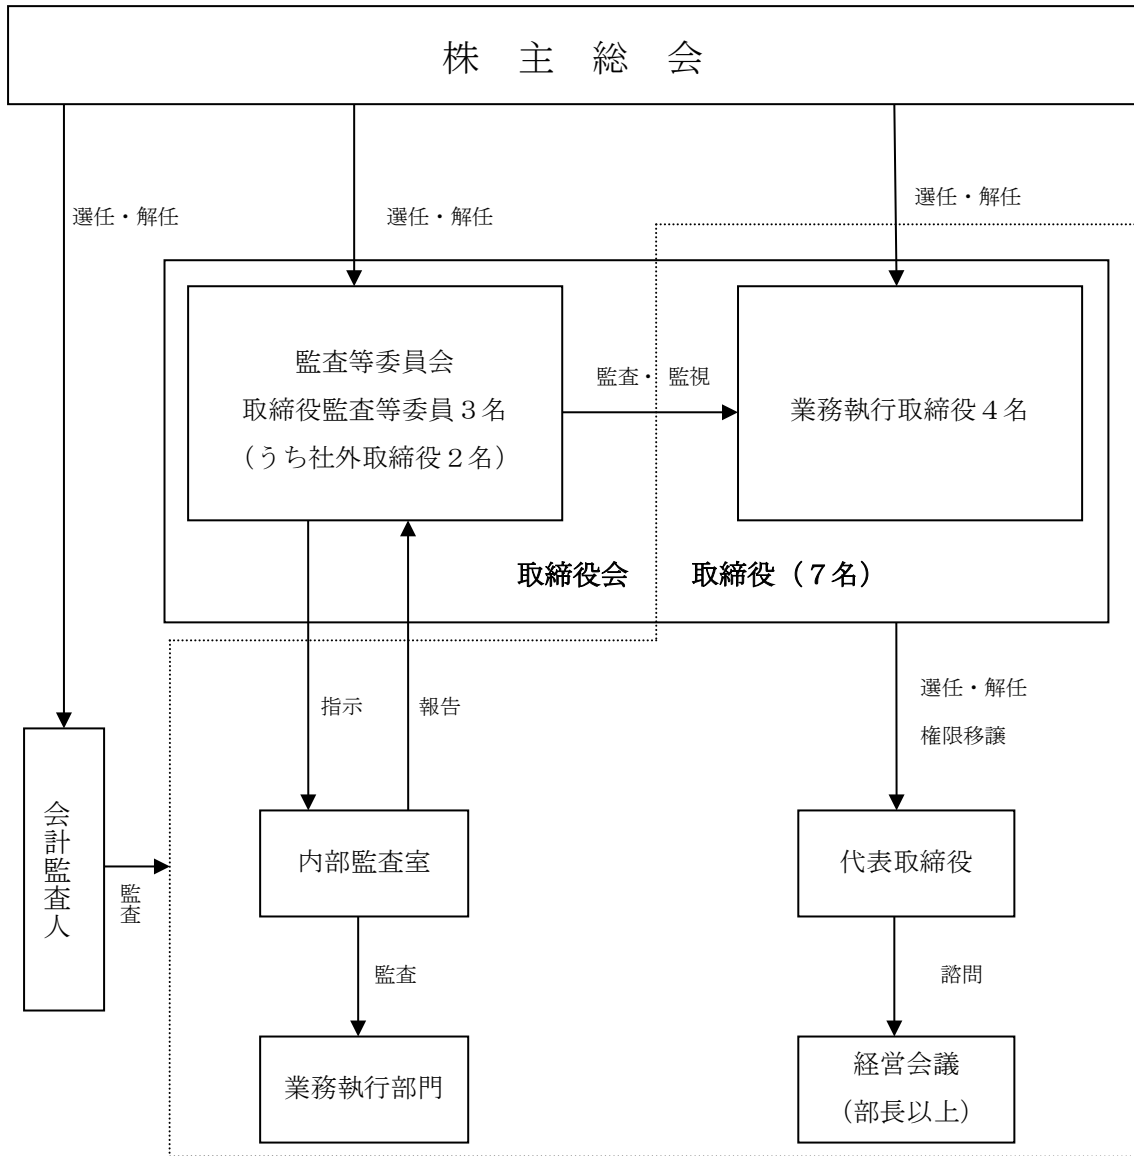 株 主 総 会
選任・解任
選任・解任
選任・解任
監査等委員会
取締役監査等委員３名
（うち社外取締役２名）
監査・ 監視
業務執行取締役４名
取締役会 取締役（７名）
指示
報告
選任・解任
権限移譲
会計監査人
監査
内部監査室
代表取締役
監査
諮問
業務執行部門
経営会議
（部長以上）